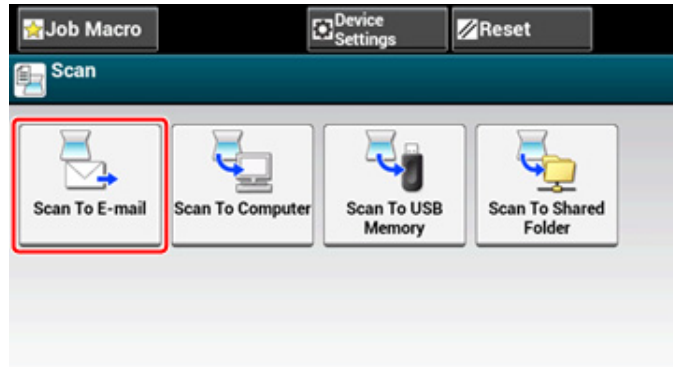 Job Macro
Device
Settings
Reset
Scan
Scan To E-mail
Scan To Computer
Scan To USB
Memory
Scan To Shared
Folder